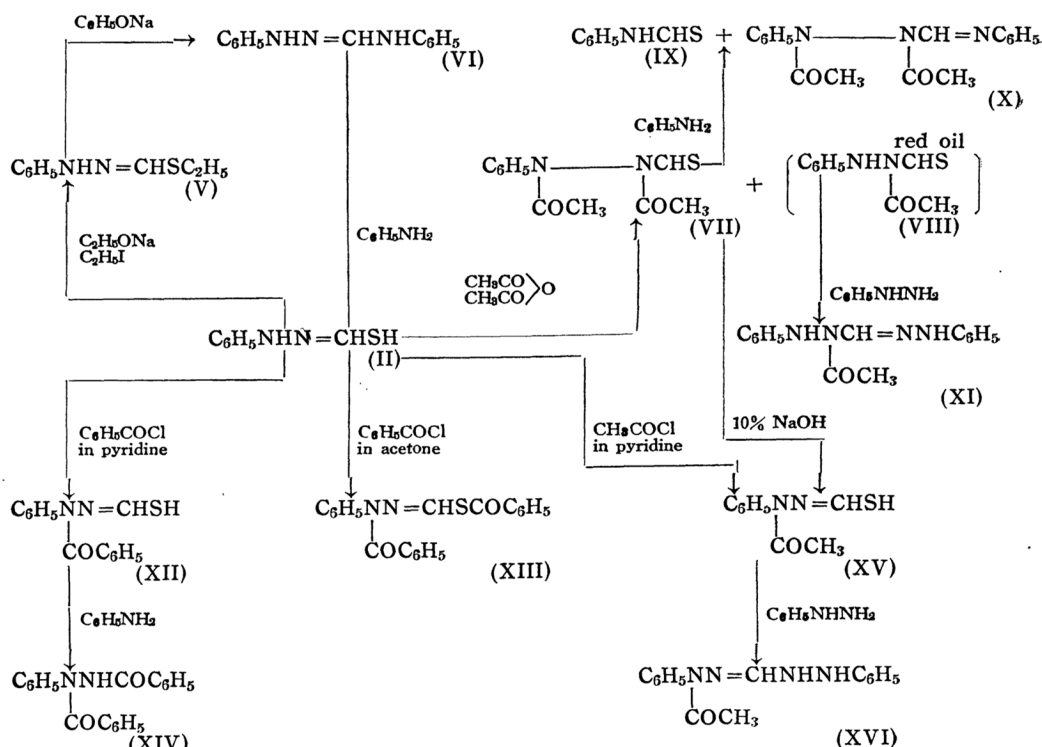 C₆H₅ONa
C₆H₅NHN=CHNHC₆H₅
(VI)
C₆H₅NHCHS + C₆H₅N——NCH=NC₆H₅
(IX)
COCH₃ COCH₃
(X)
C₆H₅NH₂
C₆H₅NHN=CHSC₂H₅
(V)
C₆H₅N——NCHS
COCH₃ COCH₃
(VII)
+
red oil
C₆H₅NHNCHS
COCH₃
(VIII)
C₂H₅ONa
C₂H₅I
C₆H₅NH₂
CH₃CO
CH₃CO>O
C₆H₅NHNH₂
C₆H₅NHN=CHSH
(II)
C₆H₅NHNCH=NNHC₆H₅
COCH₃
(XI)
C₆H₅COCl
in pyridine
C₆H₅COCl
in acetone
CH₃COCl
in pyridine
10% NaOH
C₆H₅NN=CHSH
COC₆H₅
(XII)
C₆H₅NN=CHSCOC₆H₅
COC₆H₅
(XIII)
C₆H₅NN=CHSH
COCH₃
(XV)
C₆H₅NH₂
C₆H₅NHNH₂
C₆H₅NNHCOC₆H₅
COC₆H₅
(XIV)
C₆H₅NN=CHNHNHC₆H₅
COCH₃
(XVI)